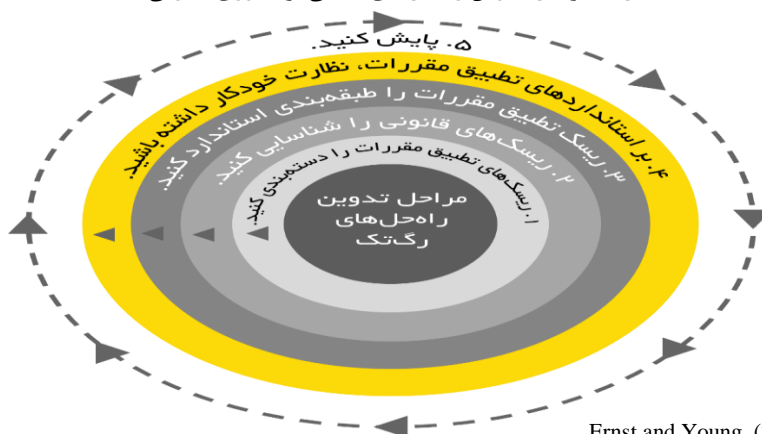 ۵. پایش کنید.
۴. بر استانداردهای تطبیق مقررات، نظارت خودکار داشته باشید.
۳. ریسک تطبیق مقررات را طبقه‌بندی استاندارد کنید.
۲. ریسک‌های قانونی را شناسایی کنید.
۱. ریسک‌های تطبیق مقررات را دسته‌بندی کنید.
مراحل تدوین
راه‌حل‌های
رگ‌تک
Ernst and Young, (